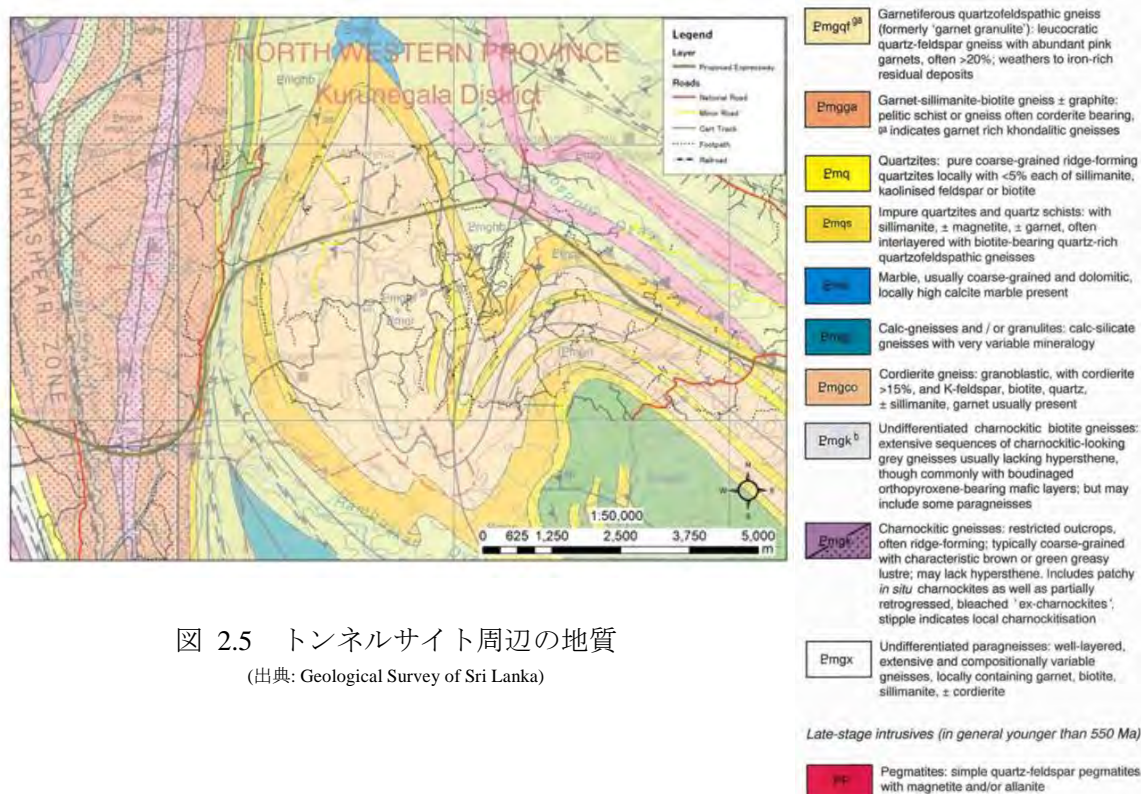 NORTH WESTERN PROVINCE
Kurunegala District
SHEAR ZONE
Legend
Layer
Proposed Expressway
Roads
National Road
Minor Road
Cart Track
Footpath
Railroad
1:50,000
0 625 1,250 2,500 3,750 5,000
m
図 2.5 トンネルサイト周辺の地質
(出典: Geological Survey of Sri Lanka)
Pmgqf ga
Garnetiferous quartzofeldspathic gneiss
(formerly 'garnet granulite'): leucocratic
quartz-feldspar gneiss with abundant pink
garnets, often >20%; weathers to iron-rich
residual deposits
Pmgga
Garnet-sillimanite-biotite gneiss ± graphite:
pelitic schist or gneiss often corderite bearing,
ga indicates garnet rich khondalitic gneisses
Pmq
Quartzites: pure coarse-grained ridge-forming
quartzites locally with <5% each of sillimanite,
kaolinised feldspar or biotite
Pmqs
Impure quartzites and quartz schists: with
sillimanite, ± magnetite, ± garnet, often
interlayered with biotite-bearing quartz-rich
quartzofeldspathic gneisses
Marble, usually coarse-grained and dolomitic,
locally high calcite marble present
Calc-gneisses and / or granulites: calc-silicate
gneisses with very variable mineralogy
Pmgco
Cordierite gneiss: granoblastic, with cordierite
>15%, and K-feldspar, biotite, quartz,
± sillimanite, garnet usually present
Pmgk b
Undifferentiated charnockitic biotite gneisses:
extensive sequences of charnockitic-looking
grey gneisses usually lacking hypersthene,
though commonly with boudinaged
orthopyroxene-bearing mafic layers; but may
include some paragneisses
Pmgk
Charnockitic gneisses: restricted outcrops,
often ridge-forming; typically coarse-grained
with characteristic brown or green greasy
lustre; may lack hypersthene. Includes patchy
in situ charnockites as well as partially
retrogressed, bleached 'ex-charnockites',
stipple indicates local charnockitisation
Pmgx
Undifferentiated paragneisses: well-layered,
extensive and compositionally variable
gneisses, locally containing garnet, biotite,
sillimanite, ± cordierite
Late-stage intrusives (in general younger than 550 Ma)
Pegmatites: simple quartz-feldspar pegmatites
with magnetite and/or allanite